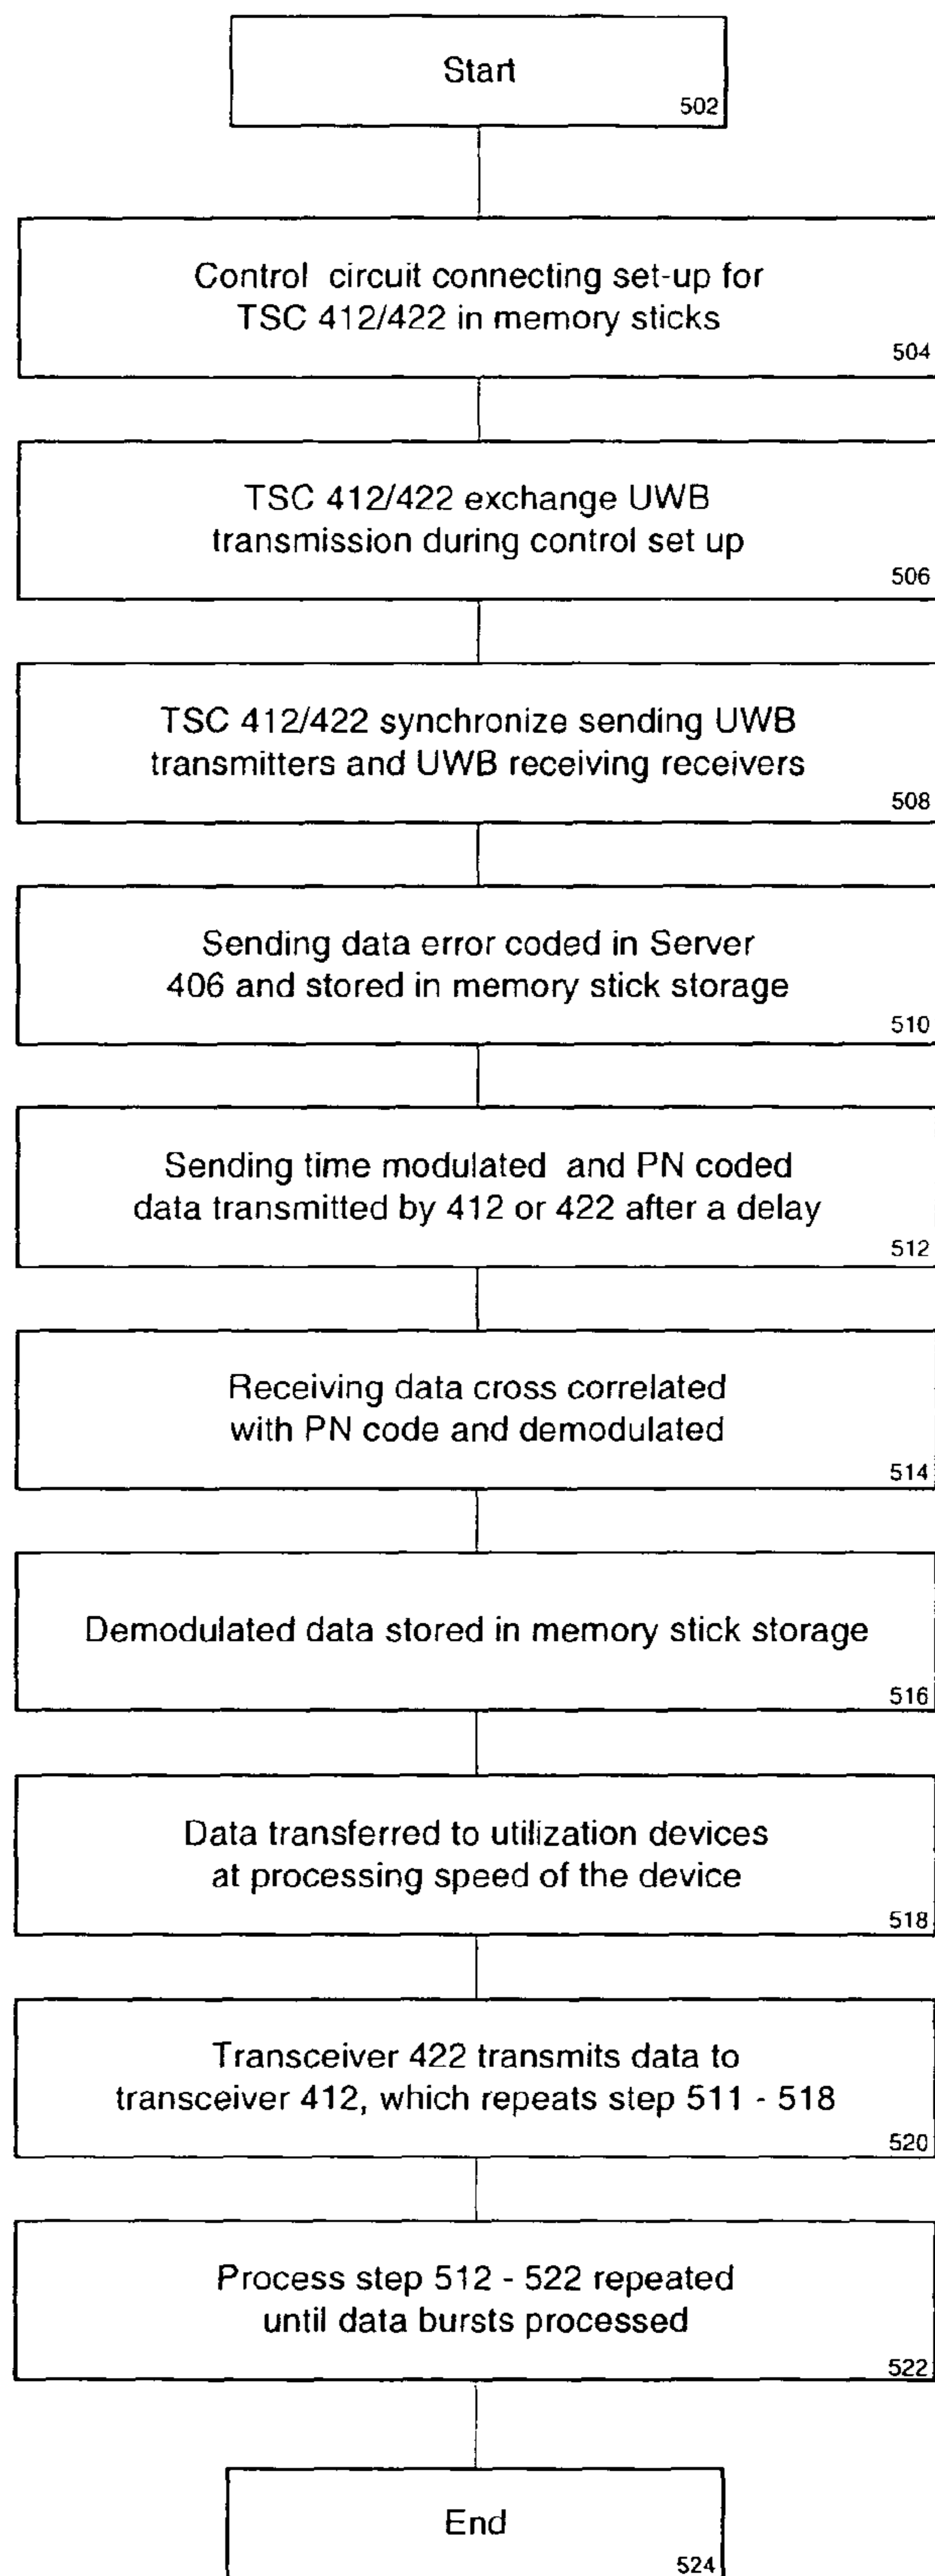 Start
502
Control circuit connecting set-up for
TSC 412/422 in memory sticks
504
TSC 412/422 exchange UWB
transmission during control set up
506
TSC 412/422 synchronize sending UWB
transmitters and UWB receiving receivers
508
Sending data error coded in Server
406 and stored in memory stick storage
510
Sending time modulated and PN coded
data transmitted by 412 or 422 after a delay
512
Receiving data cross correlated
with PN code and demodulated
514
Demodulated data stored in memory stick storage
516
Data transferred to utilization devices
at processing speed of the device
518
Transceiver 422 transmits data to
transceiver 412, which repeats step 511 - 518
520
Process step 512 - 522 repeated
until data bursts processed
522
End
524